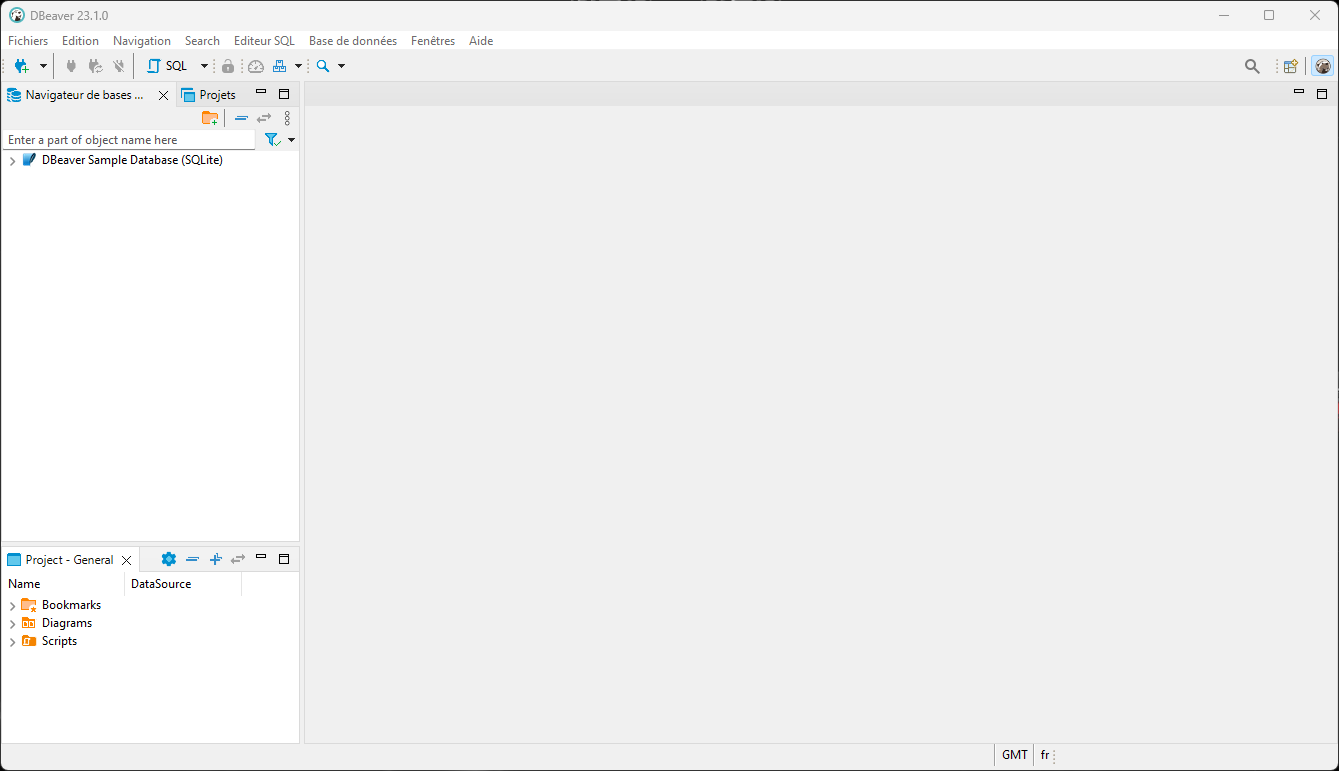 DBeaver 23.1.0
Fichiers Edition Navigation Search Editeur SQL Base de données Fenêtres Aide
SQL
Navigateur de bases ... Projets
Enter a part of object name here
DBeaver Sample Database (SQLite)
Project - General
Name DataSource
Bookmarks
Diagrams
Scripts
GMT fr